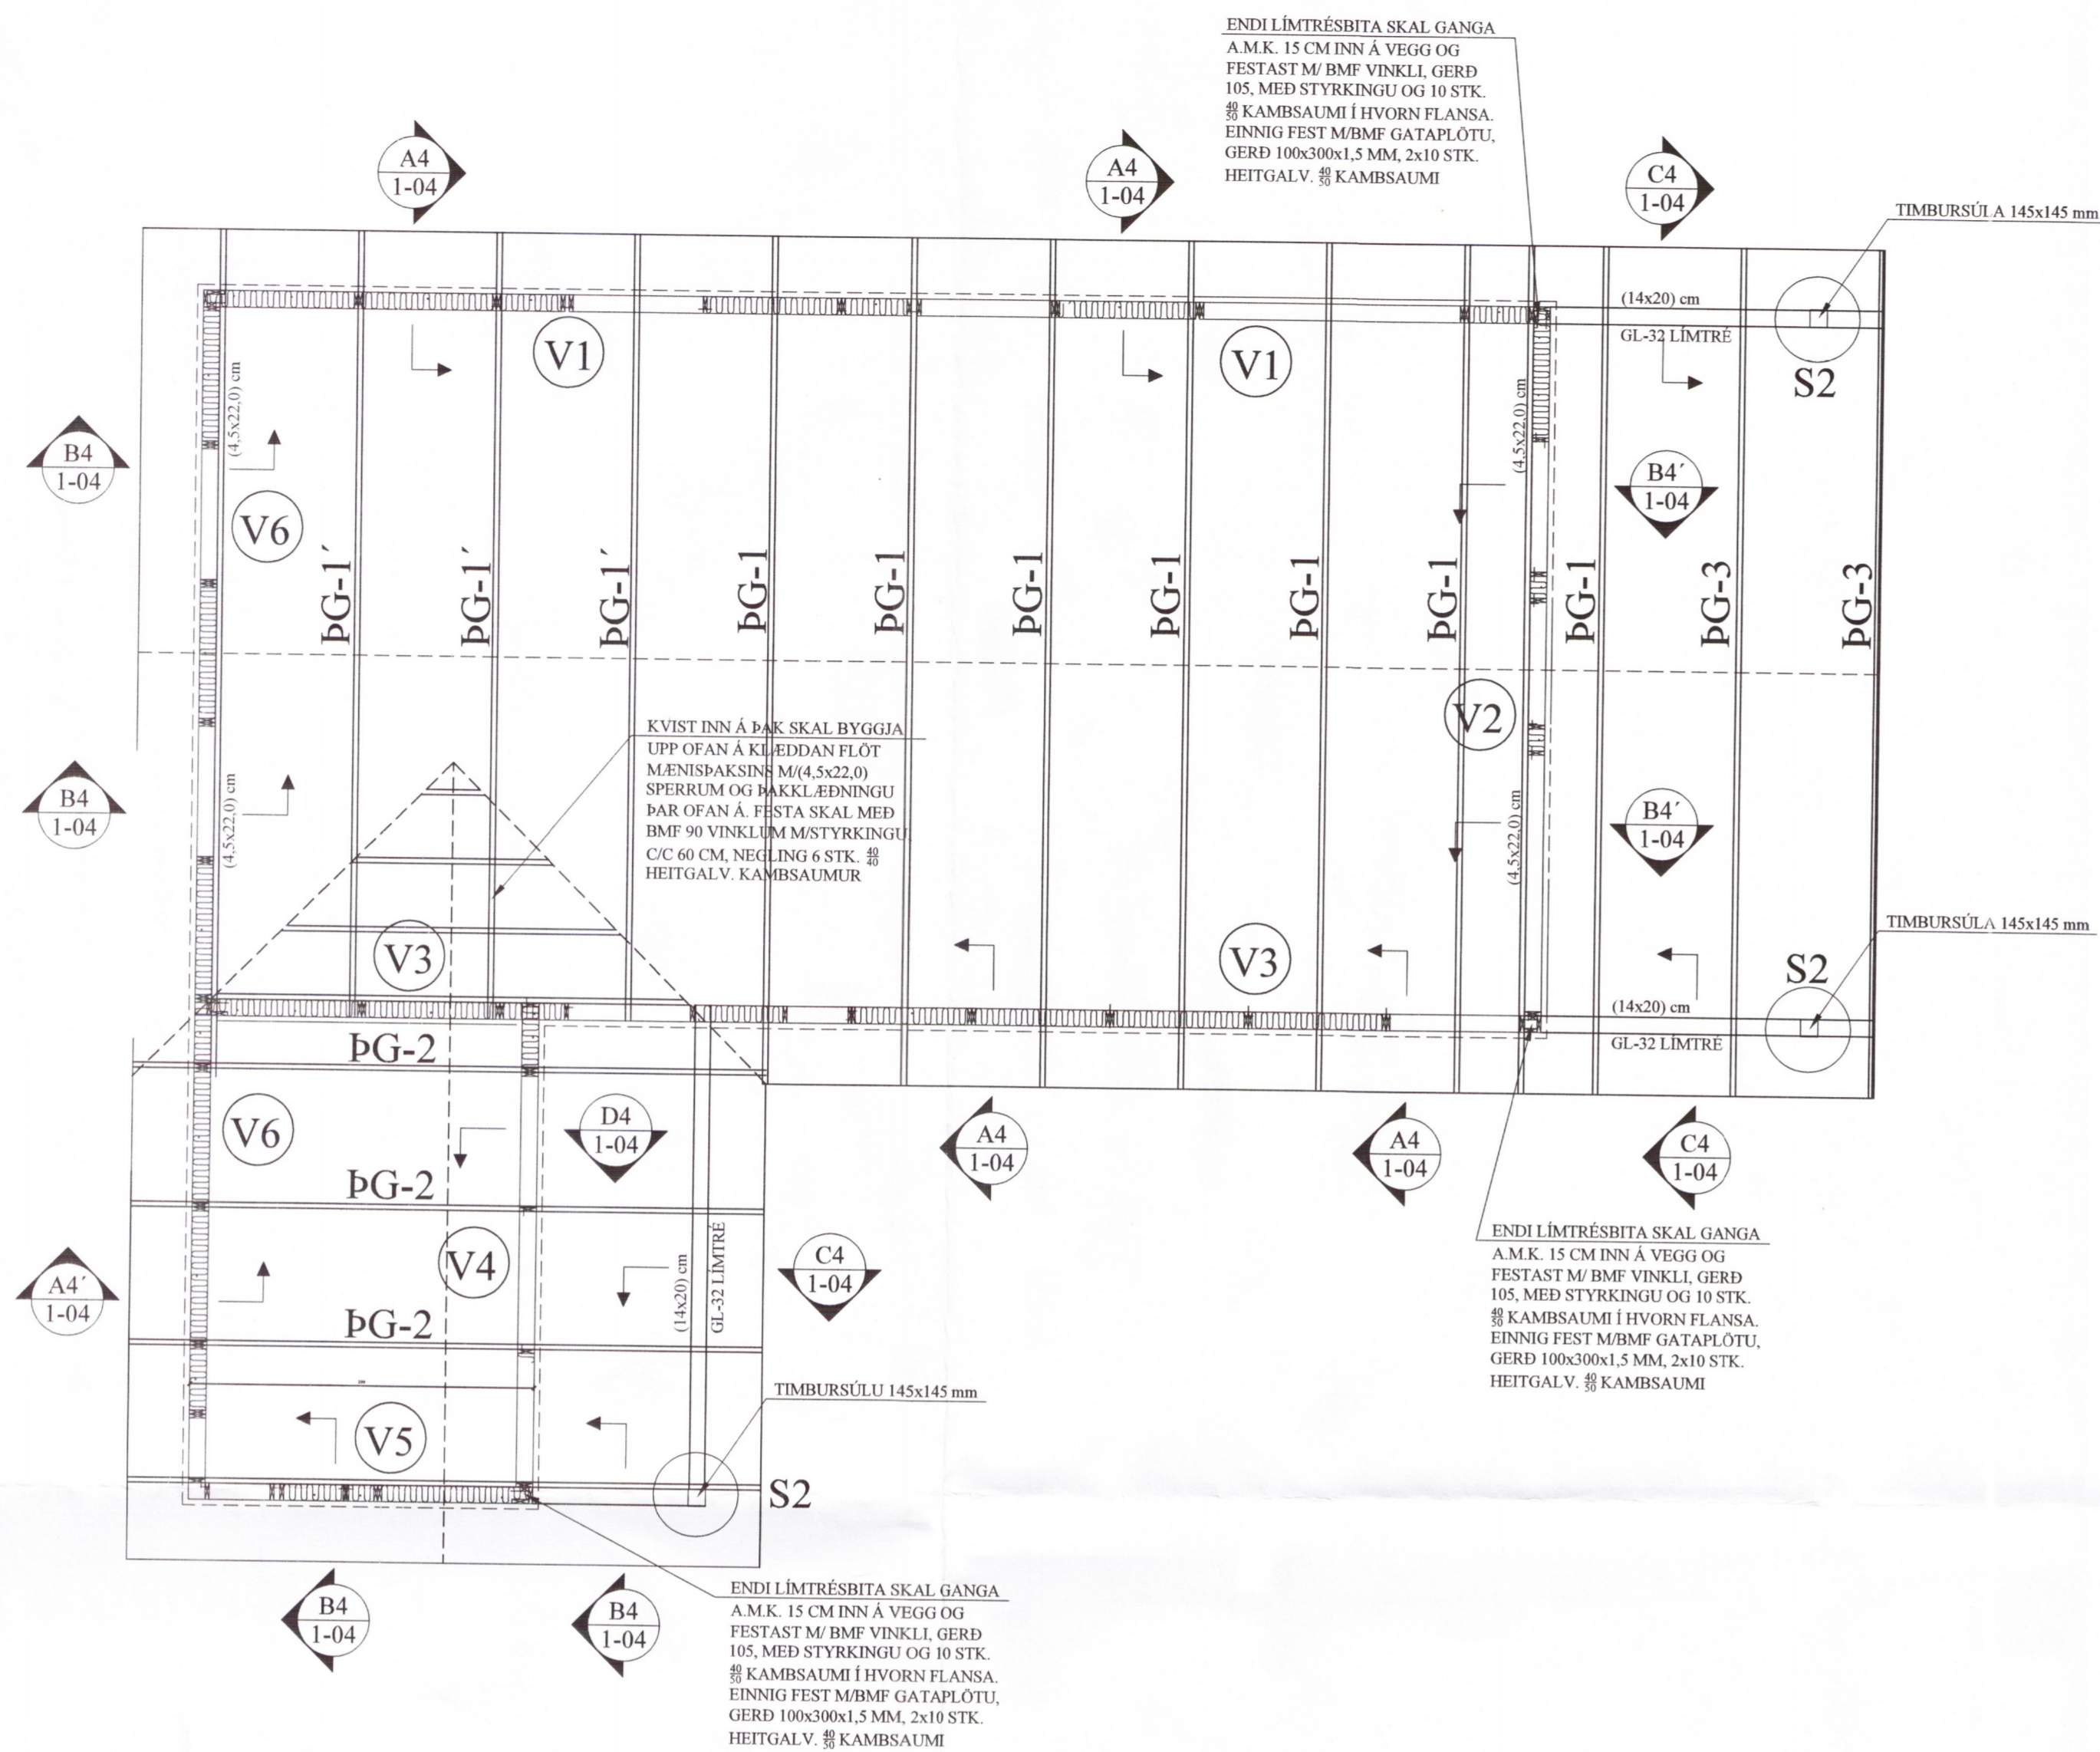 ENDI LÍMTRÉSBITA SKAL GANGA
A.M.K. 15 CM INN Á VEGG OG
FESTAST M/ BMF VINKLI, GERÐ
105, MEÐ STYRKINGU OG 10 STK.
40/50 KAMBSAUMI Í HVORN FLANSA.
EINNIG FEST M/BMF GATAPLÖTU,
GERÐ 100x300x1,5 MM, 2x10 STK.
HEITGALV. 40/50 KAMBSAUMI
A4
1-04
A4
1-04
C4
1-04
TIMBURSÚLA 145x145 mm
(14x20) cm
GL-32 LÍMTRÉ
S2
V1
V1
(4,5x22,0) cm
(4,5x22,0) cm
B4
1-04
B4´
1-04
V6
ÞG-1´
ÞG-1´
ÞG-1´
ÞG-1
ÞG-1
ÞG-1
ÞG-1
ÞG-1
ÞG-1
ÞG-1
ÞG-3
ÞG-3
V2
KVIST INN Á ÞAK SKAL BYGGJA
UPP OFAN Á KLÆDDAN FLÖT
MÆNISÞAKSINS M/(4,5x22,0)
SPERRUM OG ÞAKKLÆÐNINGU
ÞAR OFAN Á. FESTA SKAL MEÐ
BMF 90 VINKLUM M/STYRKINGU
C/C 60 CM, NEGLING 6 STK. 40/40
HEITGALV. KAMBSAUMUR
B4
1-04
(4,5x22,0) cm
(4,5x22,0) cm
B4´
1-04
TIMBURSÚLA 145x145 mm
V3
V3
S2
(14x20) cm
GL-32 LÍMTRÉ
ÞG-2
V6
D4
1-04
A4
1-04
A4
1-04
C4
1-04
ÞG-2
V4
(14x20) cm
GL-32 LÍMTRÉ
C4
1-04
A4´
1-04
ÞG-2
ENDI LÍMTRÉSBITA SKAL GANGA
A.M.K. 15 CM INN Á VEGG OG
FESTAST M/ BMF VINKLI, GERÐ
105, MEÐ STYRKINGU OG 10 STK.
40/50 KAMBSAUMI Í HVORN FLANSA.
EINNIG FEST M/BMF GATAPLÖTU,
GERÐ 100x300x1,5 MM, 2x10 STK.
HEITGALV. 40/50 KAMBSAUMI
TIMBURSÚLU 145x145 mm
V5
S2
B4
1-04
B4
1-04
ENDI LÍMTRÉSBITA SKAL GANGA
A.M.K. 15 CM INN Á VEGG OG
FESTAST M/ BMF VINKLI, GERÐ
105, MEÐ STYRKINGU OG 10 STK.
40/50 KAMBSAUMI Í HVORN FLANSA.
EINNIG FEST M/BMF GATAPLÖTU,
GERÐ 100x300x1,5 MM, 2x10 STK.
HEITGALV. 40/50 KAMBSAUMI